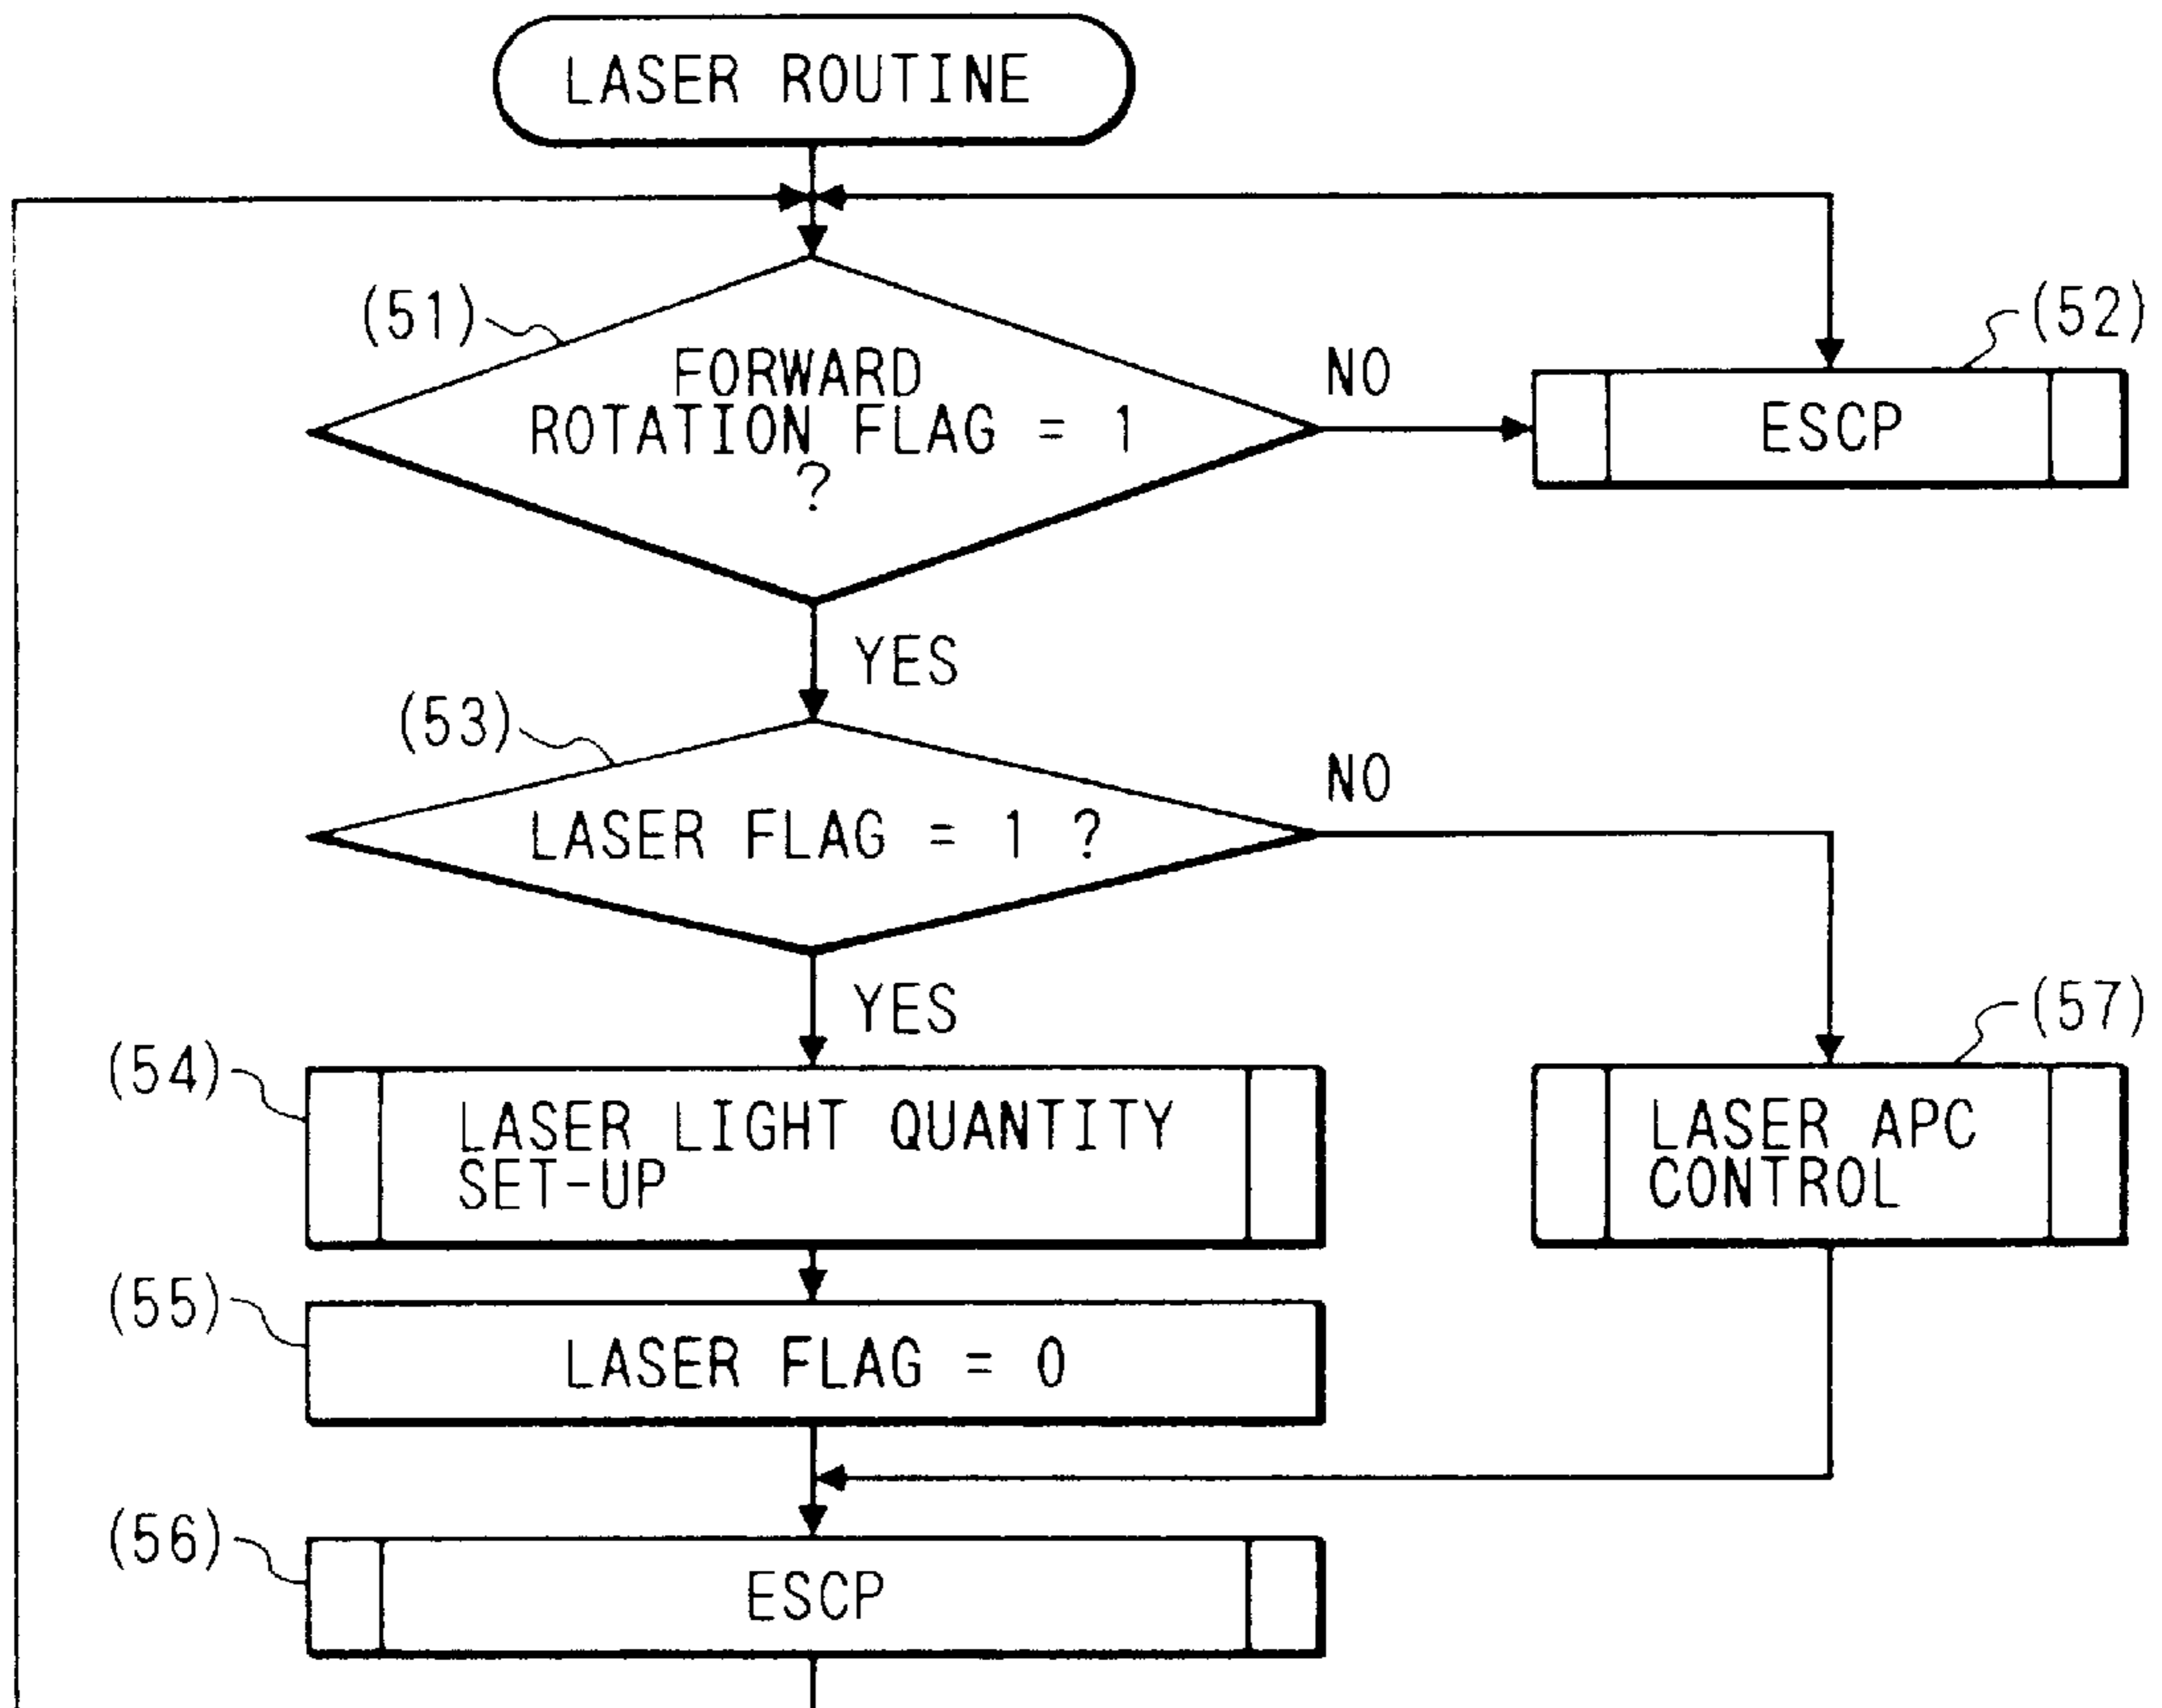 LASER ROUTINE
(51)
FORWARD
ROTATION FLAG = 1
?
NO
(52)
ESCP
YES
(53)
LASER FLAG = 1 ?
NO
YES
(54)
LASER LIGHT QUANTITY
SET-UP
(57)
LASER APC
CONTROL
(55)
LASER FLAG = 0
(56)
ESCP